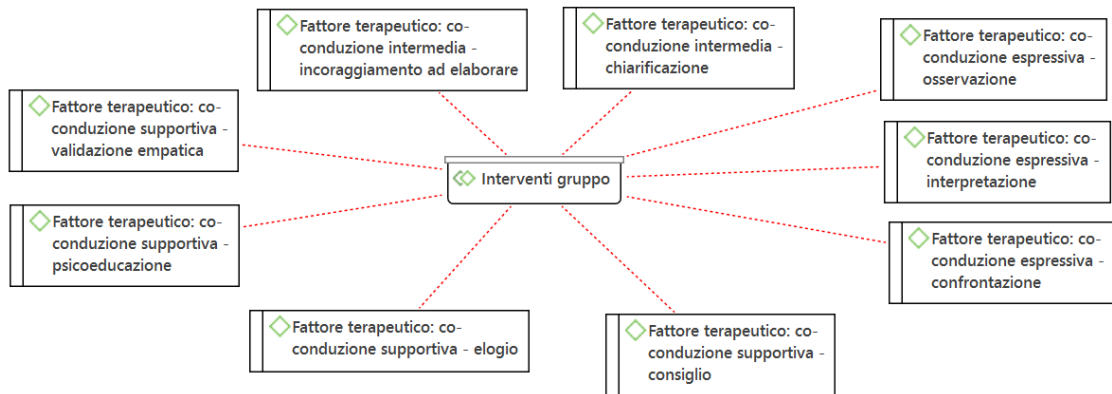 Fattore terapeutico: co-
conduzione intermedia -
incoraggiamento ad elaborare
Fattore terapeutico: co-
conduzione intermedia -
chiarificazione
Fattore terapeutico: co-
conduzione espressiva -
osservazione
Fattore terapeutico: co-
conduzione supportiva -
validazione empatica
Fattore terapeutico: co-
conduzione espressiva -
interpretazione
Interventi gruppo
Fattore terapeutico: co-
conduzione supportiva -
psicoeducazione
Fattore terapeutico: co-
conduzione espressiva -
confrontazione
Fattore terapeutico: co-
conduzione supportiva - elogio
Fattore terapeutico: co-
conduzione supportiva -
consiglio